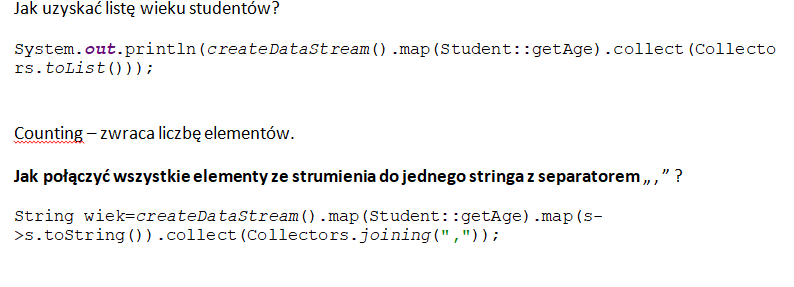 Jak uzyskać listę wieku studentów?
System.out.println(createDataStream().map(Student::getAge).collect(Collecto
rs.toList()));
Counting – zwraca liczbę elementów.
Jak połączyć wszystkie elementy ze strumienia do jednego stringa z separatorem „ , ” ?
String wiek=createDataStream().map(Student::getAge).map(s-
>s.toString()).collect(Collectors.joining(","));